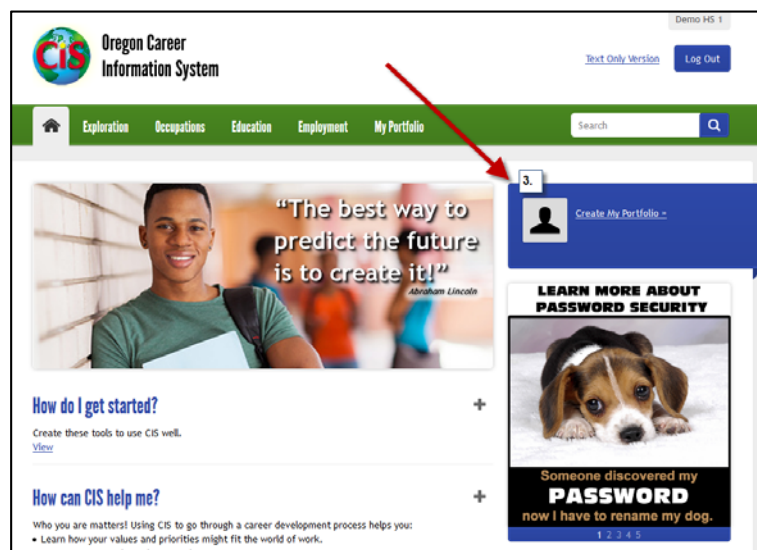 Demo HS 1
CiS
Oregon Career
Information System
Text Only Version
Log Out
Exploration
Occupations
Education
Employment
My Portfolio
Search
3.
Create My Portfolio »
“The best way to
predict the future
is to create it!”
Abraham Lincoln
LEARN MORE ABOUT
PASSWORD SECURITY
Someone discovered my
PASSWORD
now I have to rename my dog.
1 2 3 4 5
How do I get started?
+
Create these tools to use CIS well.
View
How can CIS help me?
+
Who you are matters! Using CIS to go through a career development process helps you:
• Learn how your values and priorities might fit the world of work.